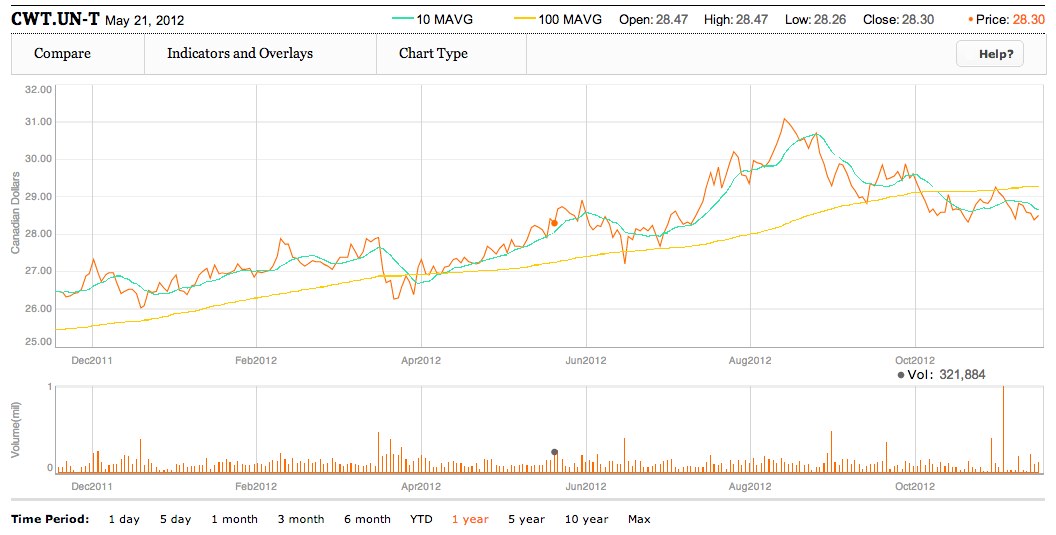 CWT.UN-T May 21, 2012 10 MAVG 100 MAVG Open: 28.47 High: 28.47 Low: 28.26 Close: 28.30 Price: 28.30
Compare Indicators and Overlays Chart Type Help?
32.00
31.00
30.00
29.00
28.00
27.00
26.00
25.00
Canadian Dollars
Dec2011 Feb2012 Apr2012 Jun2012 Aug2012 Oct2012
Vol: 321,884
1
0
Volume(mil)
Dec2011 Feb2012 Apr2012 Jun2012 Aug2012 Oct2012
Time Period: 1 day 5 day 1 month 3 month 6 month YTD 1 year 5 year 10 year Max